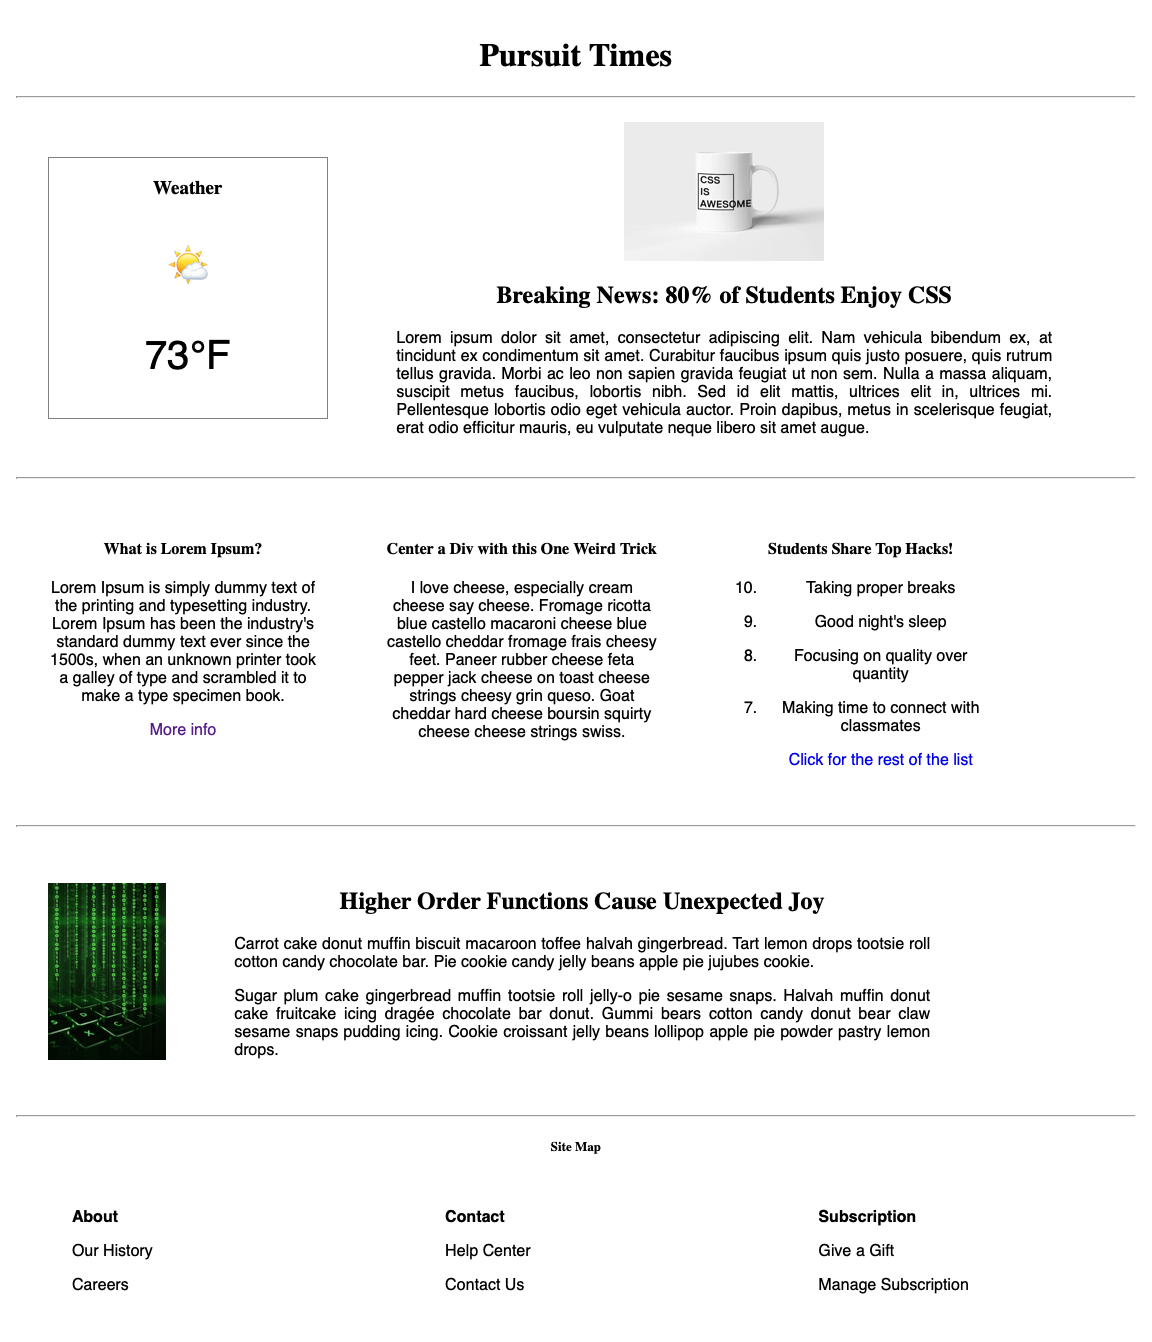 Pursuit Times
Weather
73°F
CSS
IS
AWESOME
Breaking News: 80% of Students Enjoy CSS
Lorem ipsum dolor sit amet, consectetur adipiscing elit. Nam vehicula bibendum ex, at
tincidunt ex condimentum sit amet. Curabitur faucibus ipsum quis justo posuere, quis rutrum
tellus gravida. Morbi ac leo non sapien gravida feugiat ut non sem. Nulla a massa aliquam,
suscipit metus faucibus, lobortis nibh. Sed id elit mattis, ultrices elit in, ultrices mi.
Pellentesque lobortis odio eget vehicula auctor. Proin dapibus, metus in scelerisque feugiat,
erat odio efficitur mauris, eu vulputate neque libero sit amet augue.
What is Lorem Ipsum?
Lorem Ipsum is simply dummy text of
the printing and typesetting industry.
Lorem Ipsum has been the industry's
standard dummy text ever since the
1500s, when an unknown printer took
a galley of type and scrambled it to
make a type specimen book.
More info
Center a Div with this One Weird Trick
I love cheese, especially cream
cheese say cheese. Fromage ricotta
blue castello macaroni cheese blue
castello cheddar fromage frais cheesy
feet. Paneer rubber cheese feta
pepper jack cheese on toast cheese
strings cheesy grin queso. Goat
cheddar hard cheese boursin squirty
cheese cheese strings swiss.
Students Share Top Hacks!
10. Taking proper breaks
9. Good night's sleep
8. Focusing on quality over
quantity
7. Making time to connect with
classmates
Click for the rest of the list
Higher Order Functions Cause Unexpected Joy
Carrot cake donut muffin biscuit macaroon toffee halvah gingerbread. Tart lemon drops tootsie roll
cotton candy chocolate bar. Pie cookie candy jelly beans apple pie jujubes cookie.
Sugar plum cake gingerbread muffin tootsie roll jelly-o pie sesame snaps. Halvah muffin donut
cake fruitcake icing dragée chocolate bar donut. Gummi bears cotton candy donut bear claw
sesame snaps pudding icing. Cookie croissant jelly beans lollipop apple pie powder pastry lemon
drops.
Site Map
About
Our History
Careers
Contact
Help Center
Contact Us
Subscription
Give a Gift
Manage Subscription